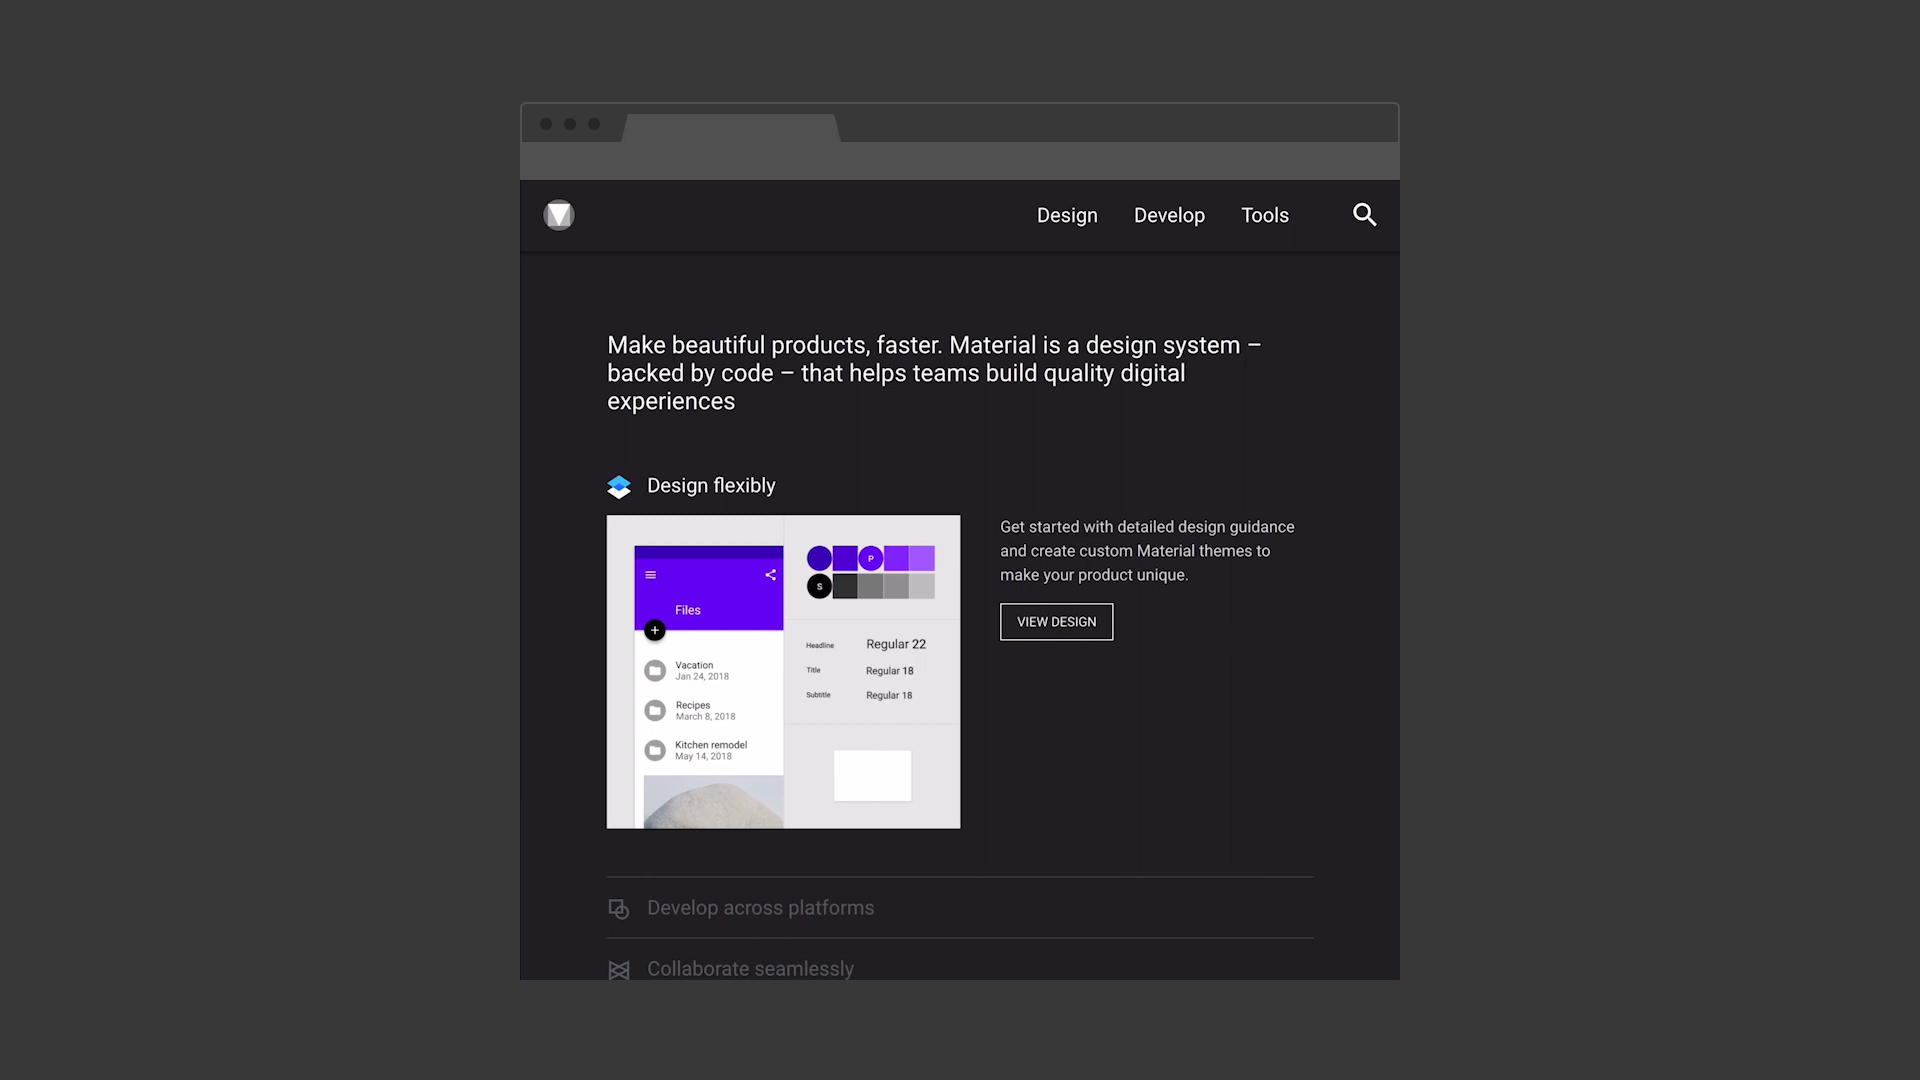 Design Develop Tools
Make beautiful products, faster. Material is a design system –
backed by code – that helps teams build quality digital
experiences
Design flexibly
Files
Vacation
Jan 24, 2018
Recipes
March 8, 2018
Kitchen remodel
May 14, 2018
P
S
Headline Regular 22
Title Regular 18
Subtitle Regular 18
Get started with detailed design guidance
and create custom Material themes to
make your product unique.
VIEW DESIGN
Develop across platforms
Collaborate seamlessly